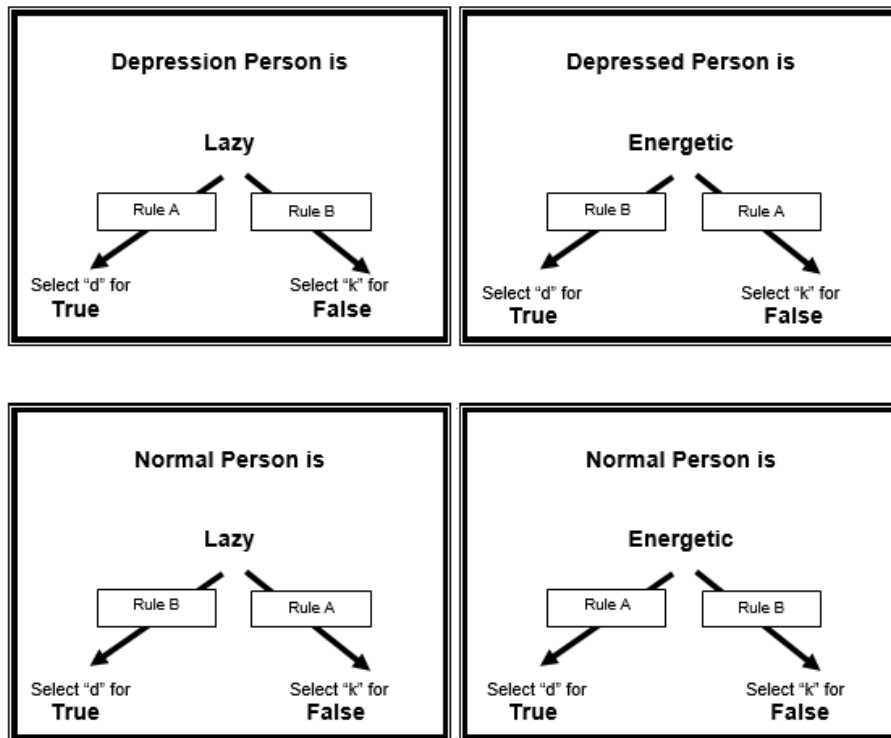 Depression Person is
Lazy
Rule A
Rule B
Select “d” for
True
Select “k” for
False
Depressed Person is
Energetic
Rule B
Rule A
Select “d” for
True
Select “k” for
False
Normal Person is
Lazy
Rule B
Rule A
Select “d” for
True
Select “k” for
False
Normal Person is
Energetic
Rule A
Rule B
Select “d” for
True
Select “k” for
False